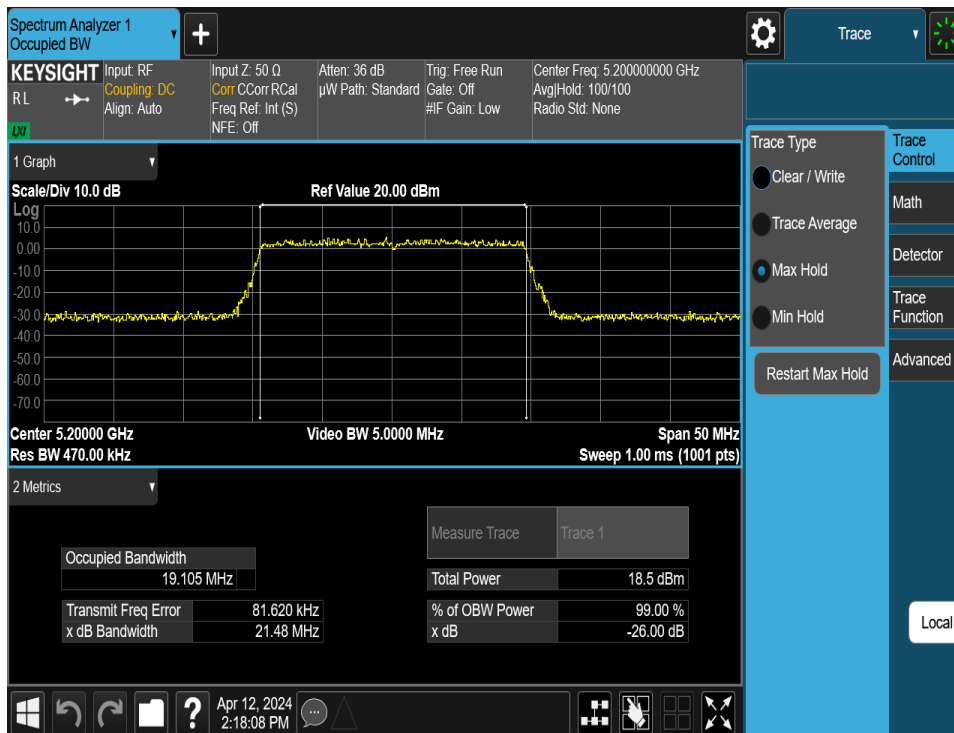 Spectrum Analyzer 1
Occupied BW
+
Trace
KEYSIGHT
R L
LXI
Input: RF
Coupling: DC
Align: Auto
Input Z: 50 Ω
Corr CCorr RCal
Freq Ref: Int (S)
NFE: Off
Atten: 36 dB
µW Path: Standard
Trig: Free Run
Gate: Off
#IF Gain: Low
Center Freq: 5.200000000 GHz
Avg|Hold: 100/100
Radio Std: None
1 Graph
Scale/Div 10.0 dB
Ref Value 20.00 dBm
Log
10.0
0.00
-10.0
-20.0
-30.0
-40.0
-50.0
-60.0
-70.0
Center 5.20000 GHz
Video BW 5.0000 MHz
Span 50 MHz
Res BW 470.00 kHz
Sweep 1.00 ms (1001 pts)
2 Metrics
Measure Trace
Trace 1
Occupied Bandwidth
19.105 MHz
Total Power
18.5 dBm
Transmit Freq Error
81.620 kHz
% of OBW Power
99.00 %
x dB Bandwidth
21.48 MHz
x dB
-26.00 dB
Trace Type
Clear / Write
Trace Average
Max Hold
Min Hold
Restart Max Hold
Trace
Control
Math
Detector
Trace
Function
Advanced
Local
?
Apr 12, 2024
2:18:08 PM